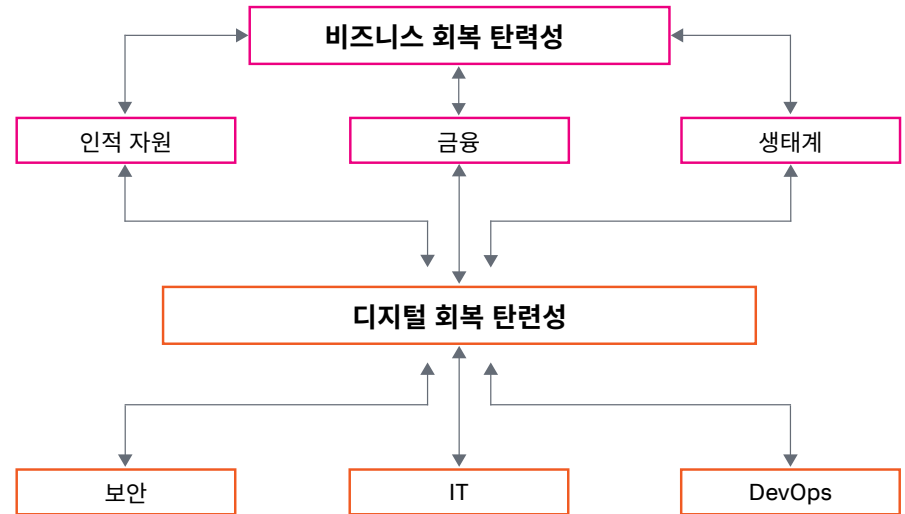 비즈니스 회복 탄력성
인적 자원
금융
생태계
디지털 회복 탄련성
보안
IT
DevOps